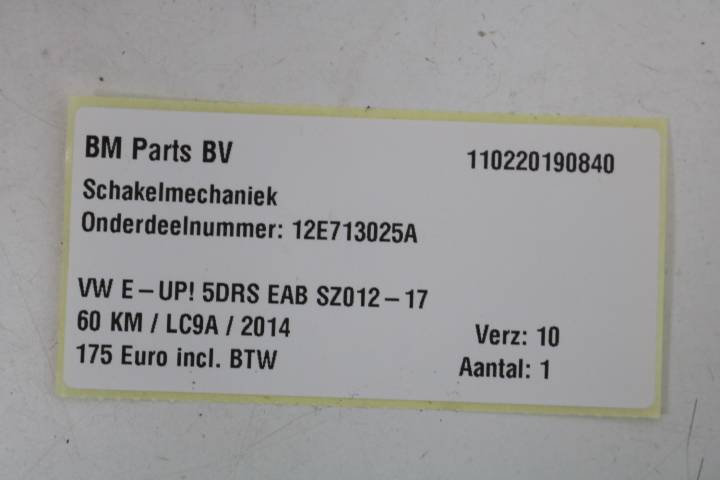 BM Parts BV 110220190840
Schakelmechaniek
Onderdeelnummer: 12E713025A
VW E-UP! 5DRS EAB SZ012-17
60 KM / LC9A / 2014 Verz: 10
175 Euro incl. BTW Aantal: 1